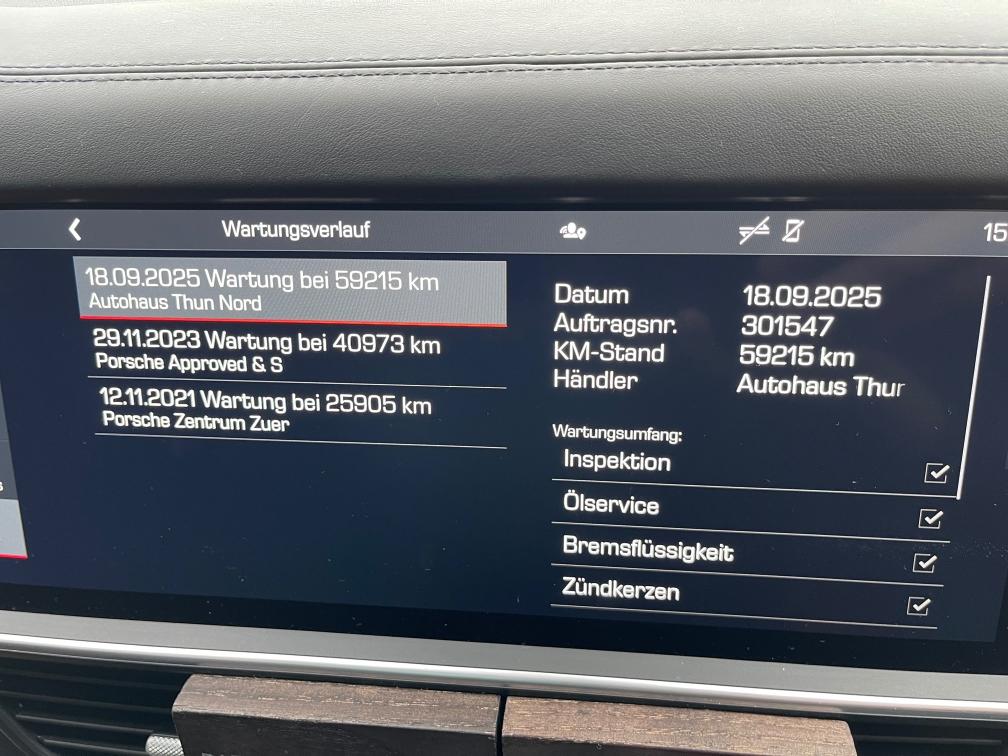 Wartungsverlauf
15
18.09.2025 Wartung bei 59215 km
Autohaus Thun Nord
29.11.2023 Wartung bei 40973 km
Porsche Approved & S
12.11.2021 Wartung bei 25905 km
Porsche Zentrum Zuer
Datum 18.09.2025
Auftragsnr. 301547
KM-Stand 59215 km
Händler Autohaus Thur
Wartungsumfang:
Inspektion
Ölservice
Bremsflüssigkeit
Zündkerzen
s